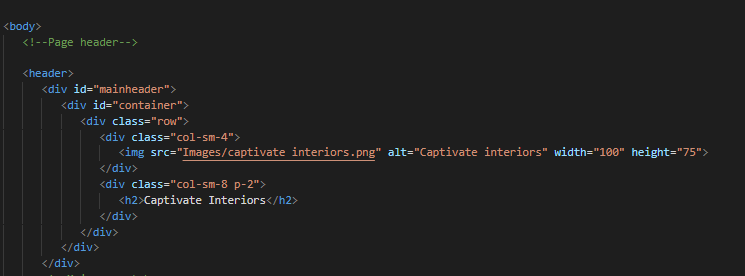 <body>
<!--Page header-->
<header>
<div id="mainheader">
<div id="container">
<div class="row">
<div class="col-sm-4">
<img src="Images/captivate interiors.png" alt="Captivate interiors" width="100" height="75">
</div>
<div class="col-sm-8 p-2">
<h2>Captivate Interiors</h2>
</div>
</div>
</div>
</div>